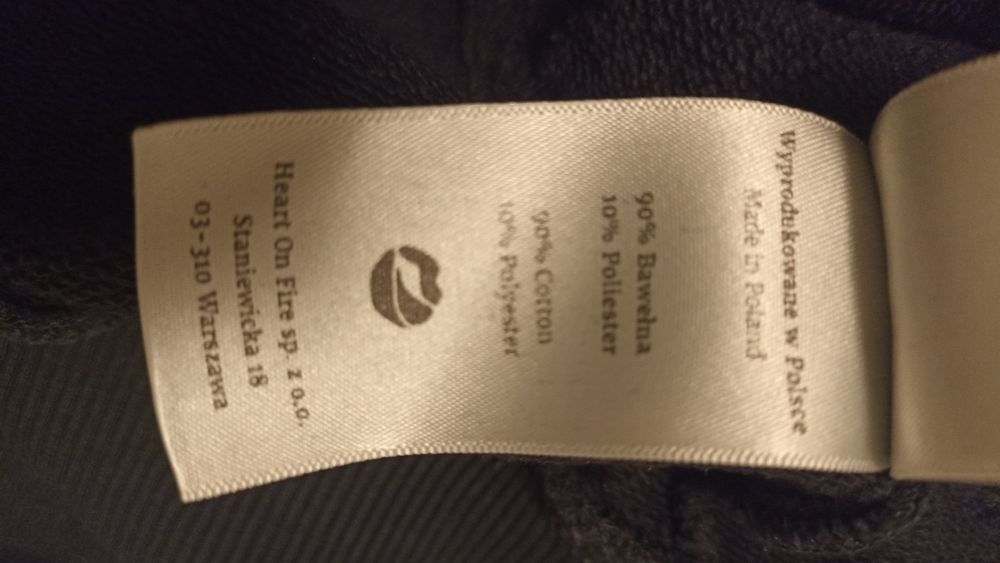 Wyprodukowane w Polsce
Made in Poland
90% Bawełna
10% Poliester
90% Cotton
10% Polyester
Heart On Fire sp. z o.o.
Staniewicka 18
03-310 Warszawa